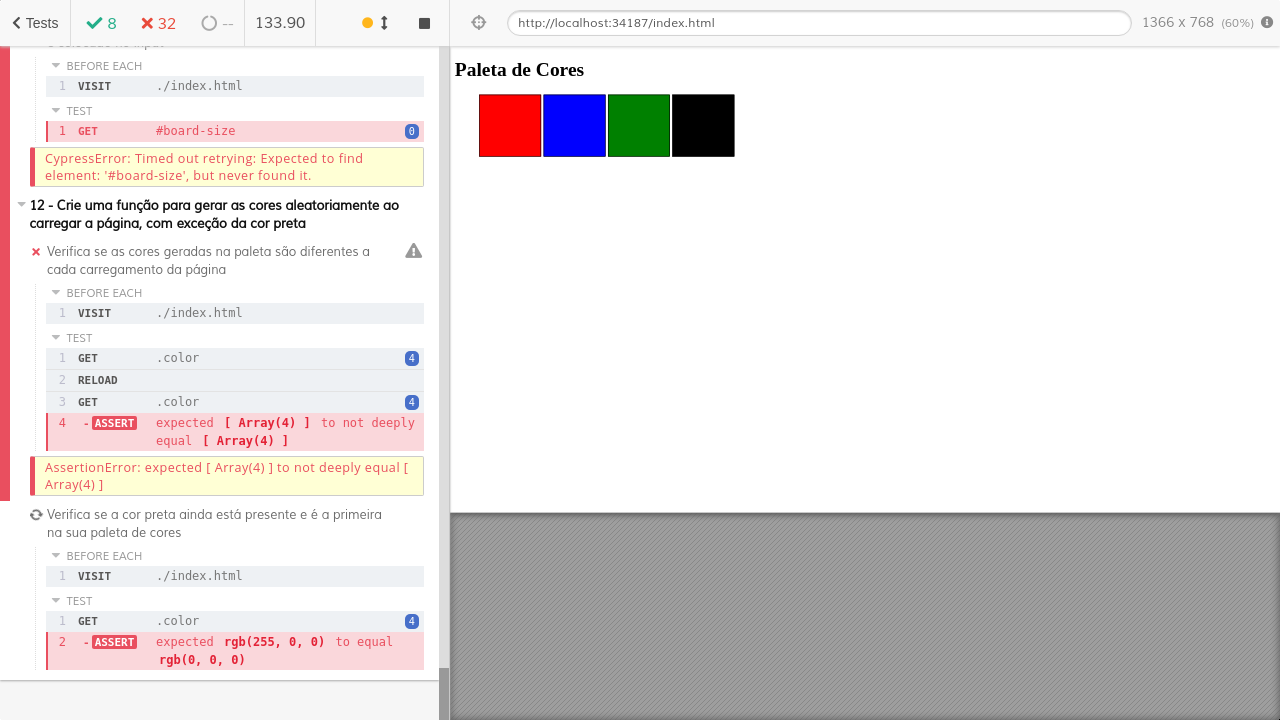 Tests 8 32 -- 133.90
http://localhost:34187/index.html 1366 x 768 (60%)
BEFORE EACH
1 VISIT ./index.html
TEST
1 GET #board-size 0
CypressError: Timed out retrying: Expected to find
element: '#board-size', but never found it.
12 - Crie uma função para gerar as cores aleatoriamente ao
carregar a página, com exceção da cor preta
Verifica se as cores geradas na paleta são diferentes a
cada carregamento da página
BEFORE EACH
1 VISIT ./index.html
TEST
1 GET .color 4
2 RELOAD
3 GET .color 4
4 -ASSERT expected [ Array(4) ] to not deeply
equal [ Array(4) ]
AssertionError: expected [ Array(4) ] to not deeply equal [
Array(4) ]
Verifica se a cor preta ainda está presente e é a primeira
na sua paleta de cores
BEFORE EACH
1 VISIT ./index.html
TEST
1 GET .color 4
2 -ASSERT expected rgb(255, 0, 0) to equal
rgb(0, 0, 0)
Paleta de Cores